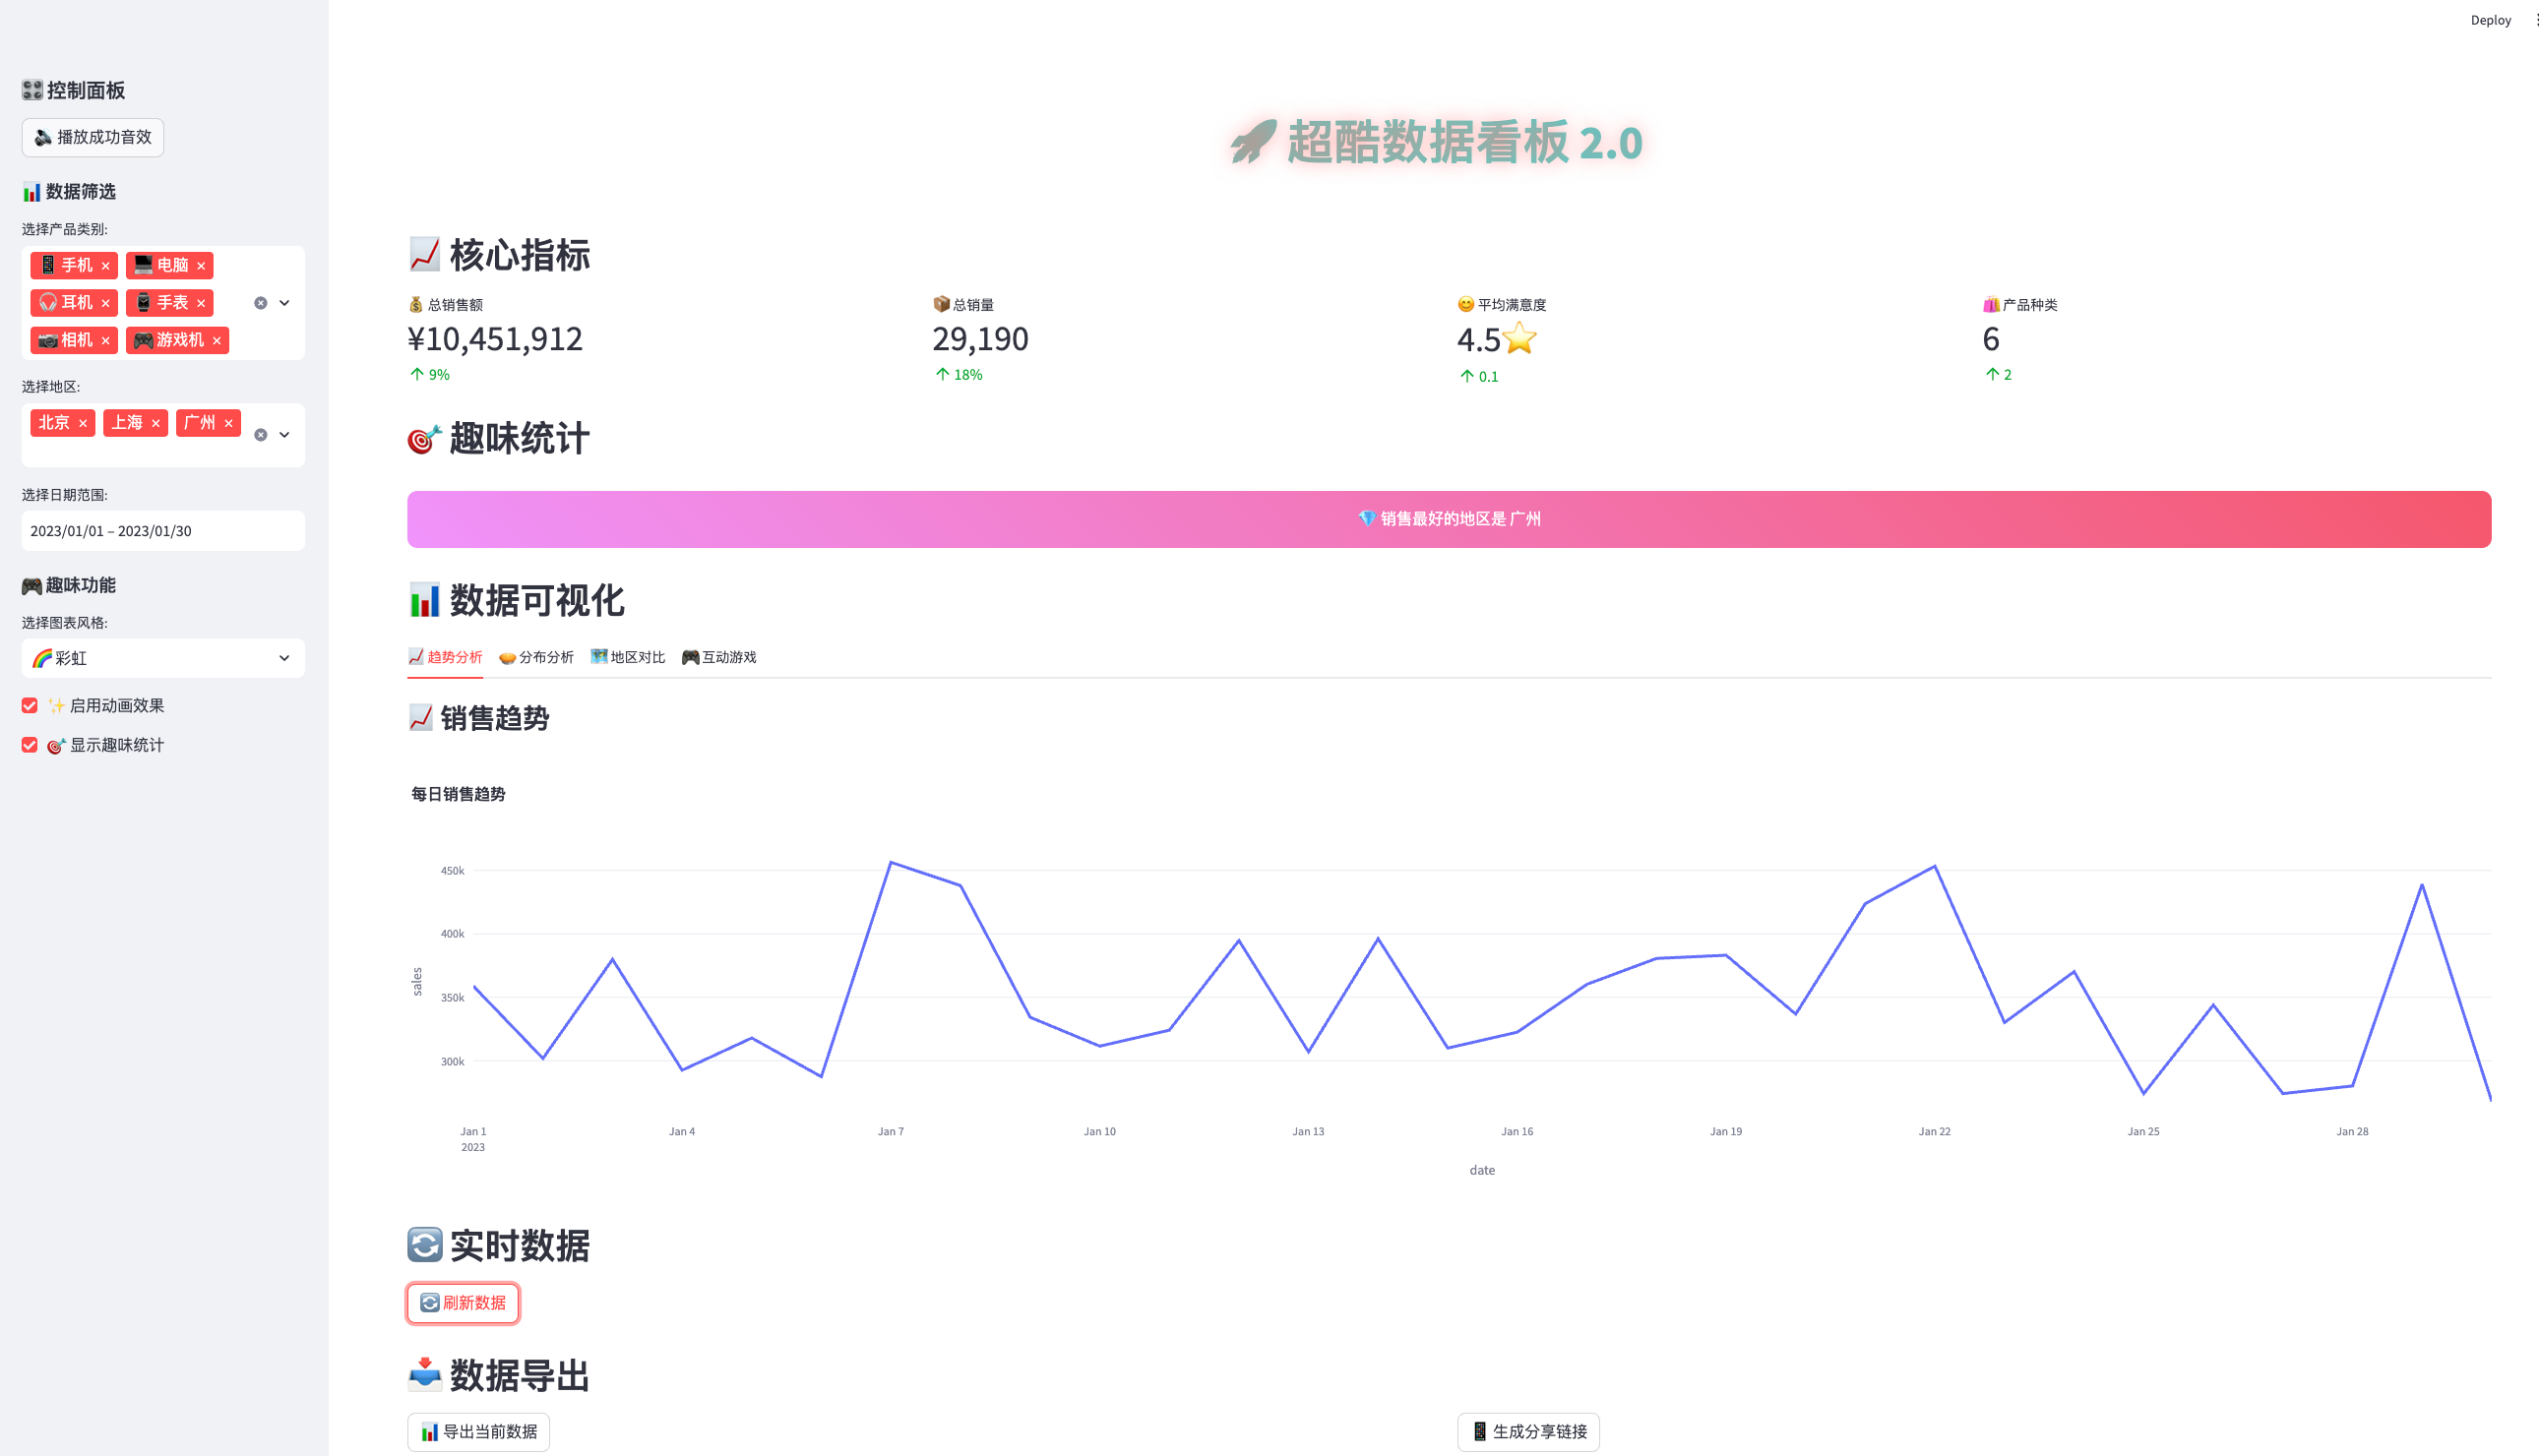 Deploy
🎛️ 控制面板
🔊 播放成功音效
📊 数据筛选
选择产品类别:
📱 手机 × 💻 电脑 ×
🎧 耳机 × ⌚ 手表 ×
📷 相机 × 🎮 游戏机 ×
选择地区:
北京 × 上海 × 广州 ×
选择日期范围:
2023/01/01 – 2023/01/30
🎮 趣味功能
选择图表风格:
🌈 彩虹
✨ 启用动画效果
🎯 显示趣味统计
🚀 超酷数据看板 2.0
📈 核心指标
💰 总销售额
¥10,451,912
↑ 9%
📦 总销量
29,190
↑ 18%
😊 平均满意度
4.5⭐
↑ 0.1
🛍️ 产品种类
6
↑ 2
🎯 趣味统计
💎 销售最好的地区是 广州
📊 数据可视化
📈 趋势分析 🥧 分布分析 🗺️ 地区对比 🎮 互动游戏
📈 销售趋势
每日销售趋势
450k
400k
350k
300k
sales
Jan 1 Jan 4 Jan 7 Jan 10 Jan 13 Jan 16 Jan 19 Jan 22 Jan 25 Jan 28
2023
date
🔄 实时数据
🔄 刷新数据
📥 数据导出
📊 导出当前数据
📱 生成分享链接